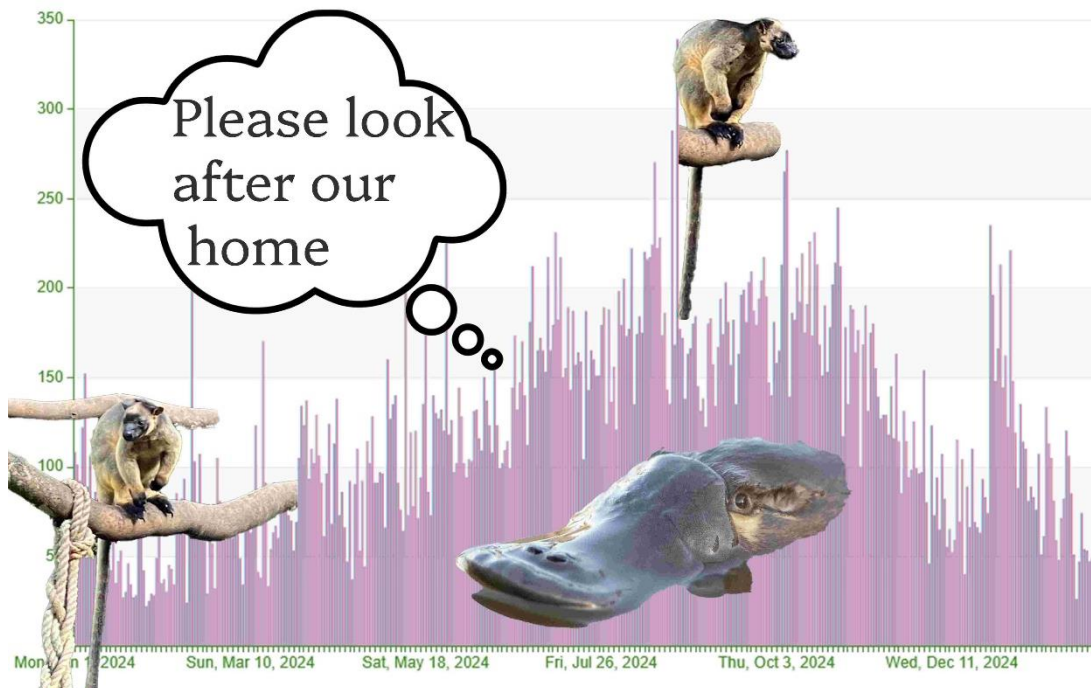 350
300
250
200
150
100
Please look
after our
home
Sun, Mar 10, 2024
Sat, May 18, 2024
Fri, Jul 26, 2024
Thu, Oct 3, 2024
Wed, Dec 11, 2024